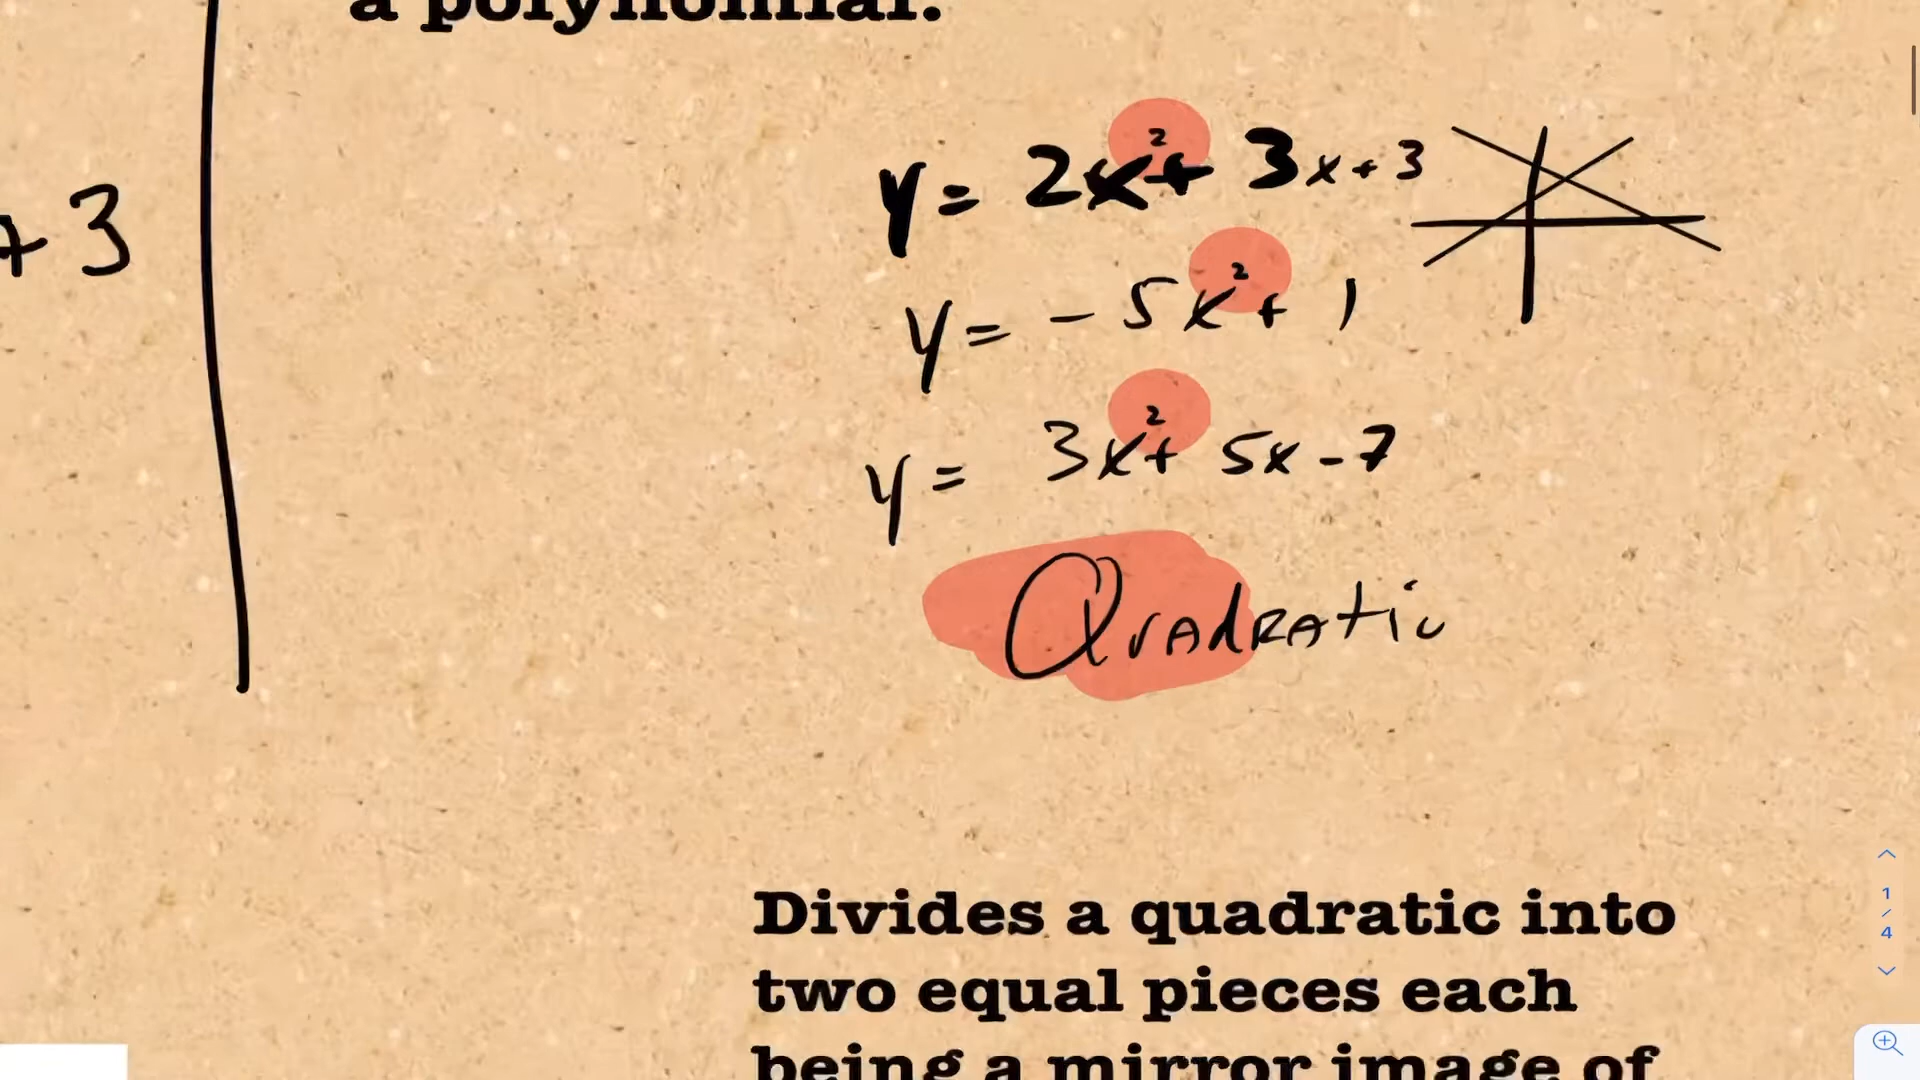 a polynomial.
+ 3
y = 2x²+ 3x+3
y = - 5x²+ 1
y = 3x²+ 5x-7
Quadratic
Divides a quadratic into
two equal pieces each
being a mirror image of
1
/
4